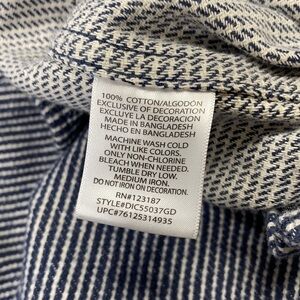 100% COTTON/ALGODÓN
EXCLUSIVE OF DECORATION
EXCLUYE LA DECORACION
MADE IN BANGLADESH
HECHO EN BANGLADESH
MACHINE WASH COLD
WITH LIKE COLORS.
ONLY NON-CHLORINE
BLEACH WHEN NEEDED.
TUMBLE DRY LOW.
MEDIUM IRON.
DO NOT IRON ON DECORATION.
RN#123187
STYLE#DIC55037GD
UPC#76125314935